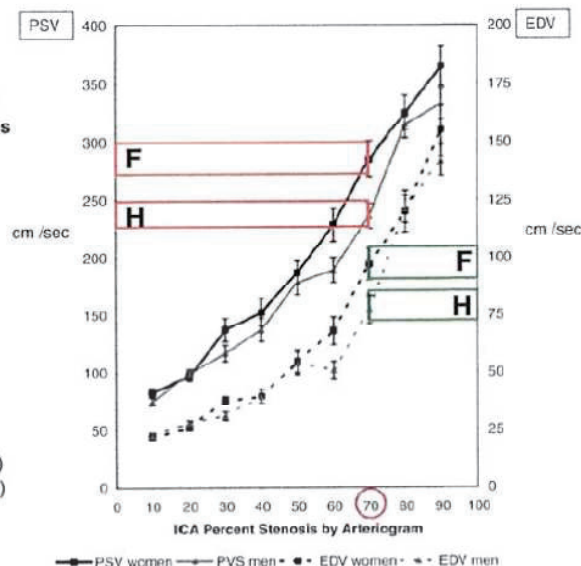 PSV
EDV
400
350
300
250
200
150
100
50
0
cm /sec
200
175
150
125
100
75
50
25
0
cm /sec
F
H
F
H
s
)
)
0 10 20 30 40 50 60 70 80 90 100
ICA Percent Stenosis by Arteriogram
PSV women PVS men EDV women EDV men